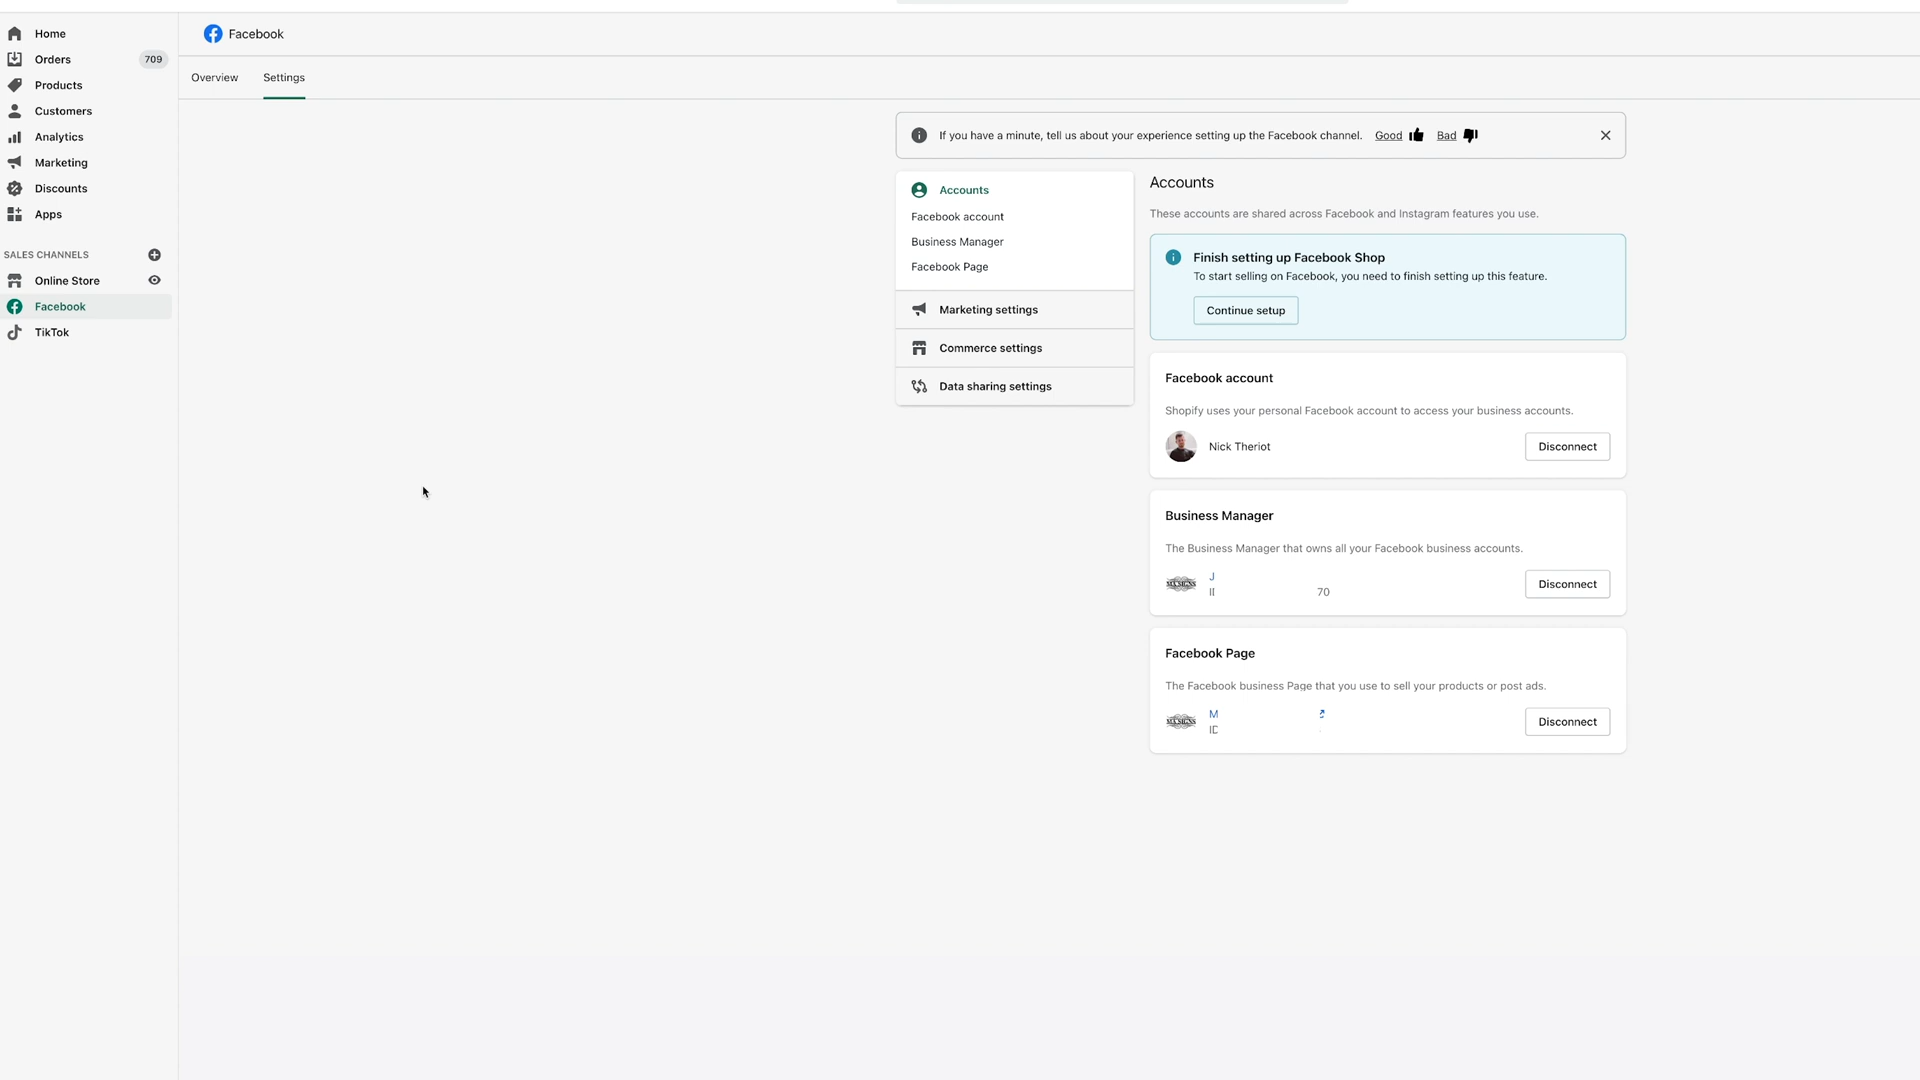 Home
Orders 709
Products
Customers
Analytics
Marketing
Discounts
Apps
SALES CHANNELS
Online Store
Facebook
TikTok
Facebook
Overview Settings
If you have a minute, tell us about your experience setting up the Facebook channel. Good Bad
Accounts
Facebook account
Business Manager
Facebook Page
Marketing settings
Commerce settings
Data sharing settings
Accounts
These accounts are shared across Facebook and Instagram features you use.
Finish setting up Facebook Shop
To start selling on Facebook, you need to finish setting up this feature.
Continue setup
Facebook account
Shopify uses your personal Facebook account to access your business accounts.
Nick Theriot Disconnect
Business Manager
The Business Manager that owns all your Facebook business accounts.
J
70
Disconnect
Facebook Page
The Facebook business Page that you use to sell your products or post ads.
M
Disconnect